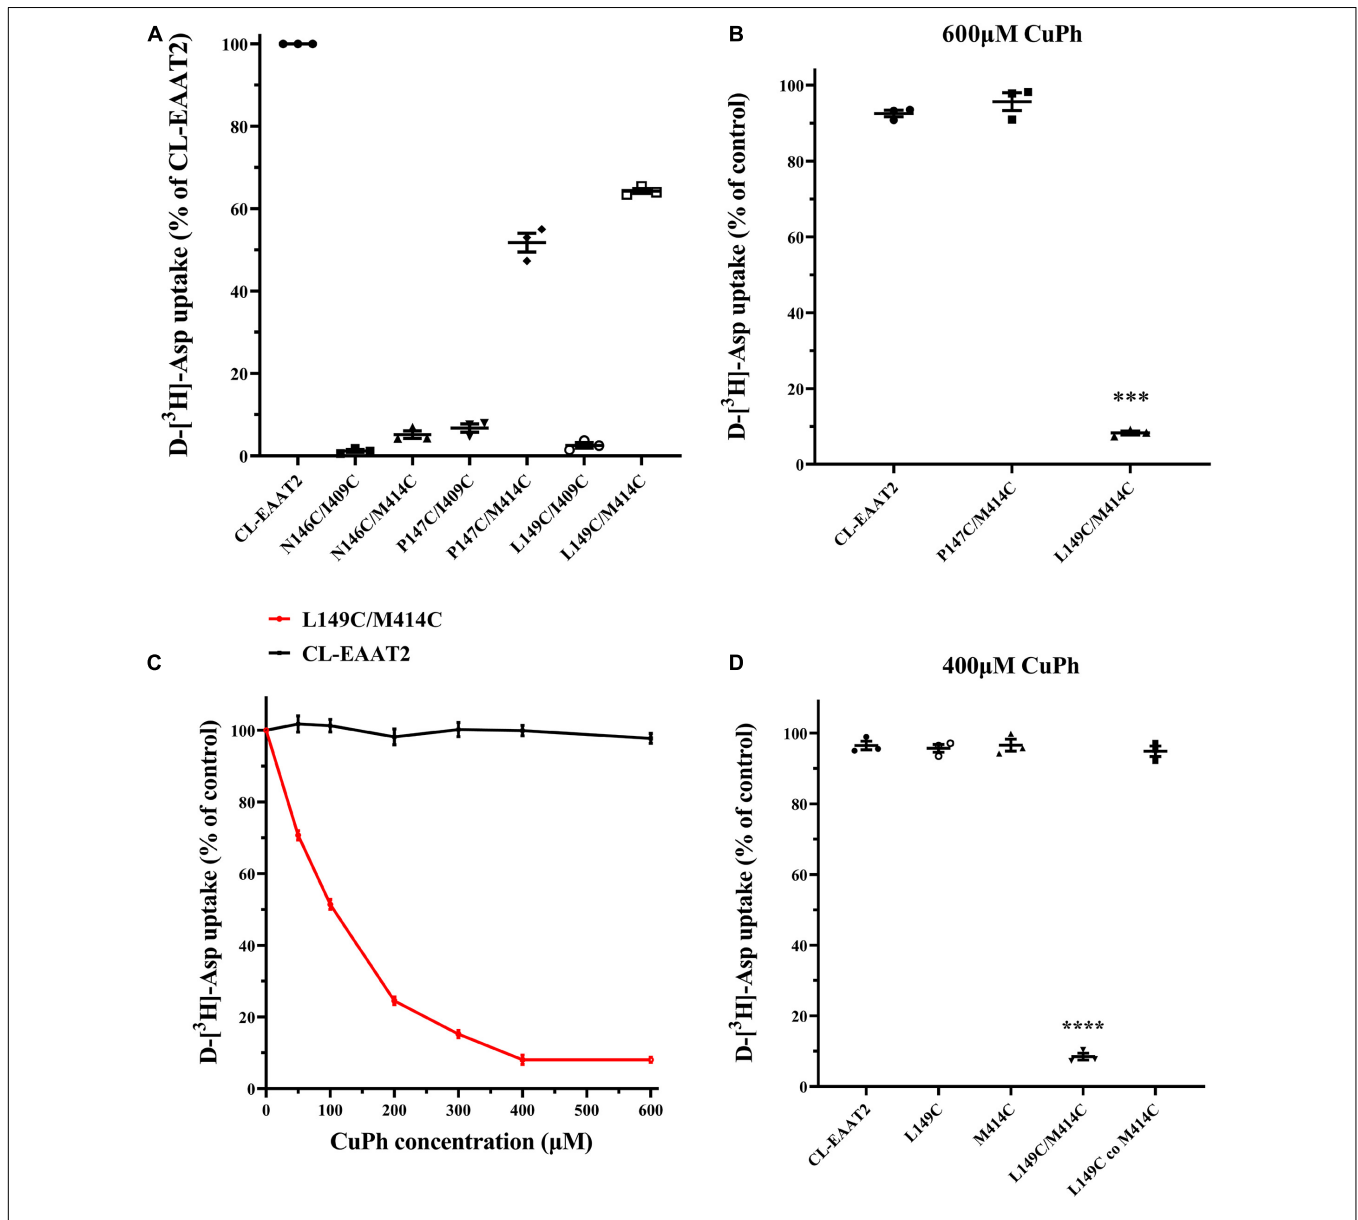 A
D-[3H]-Asp uptake (% of CL-EAAT2)
100
80
60
40
20
0
CL-EAAT2
N146C/I409C
N146C/M414C
P147C/I409C
P147C/M414C
L149C/I409C
L149C/M414C
B
600μM CuPh
D-[3H]-Asp uptake (% of control)
100
80
60
40
20
0
***
CL-EAAT2
P147C/M414C
L149C/M414C
L149C/M414C
CL-EAAT2
C
D-[3H]-Asp uptake (% of control)
100
80
60
40
20
0
0 100 200 300 400 500 600
CuPh concentration (μM)
D
400μM CuPh
D-[3H]-Asp uptake (% of control)
100
80
60
40
20
0
****
CL-EAAT2
L149C
M414C
L149C/M414C
L149C co M414C